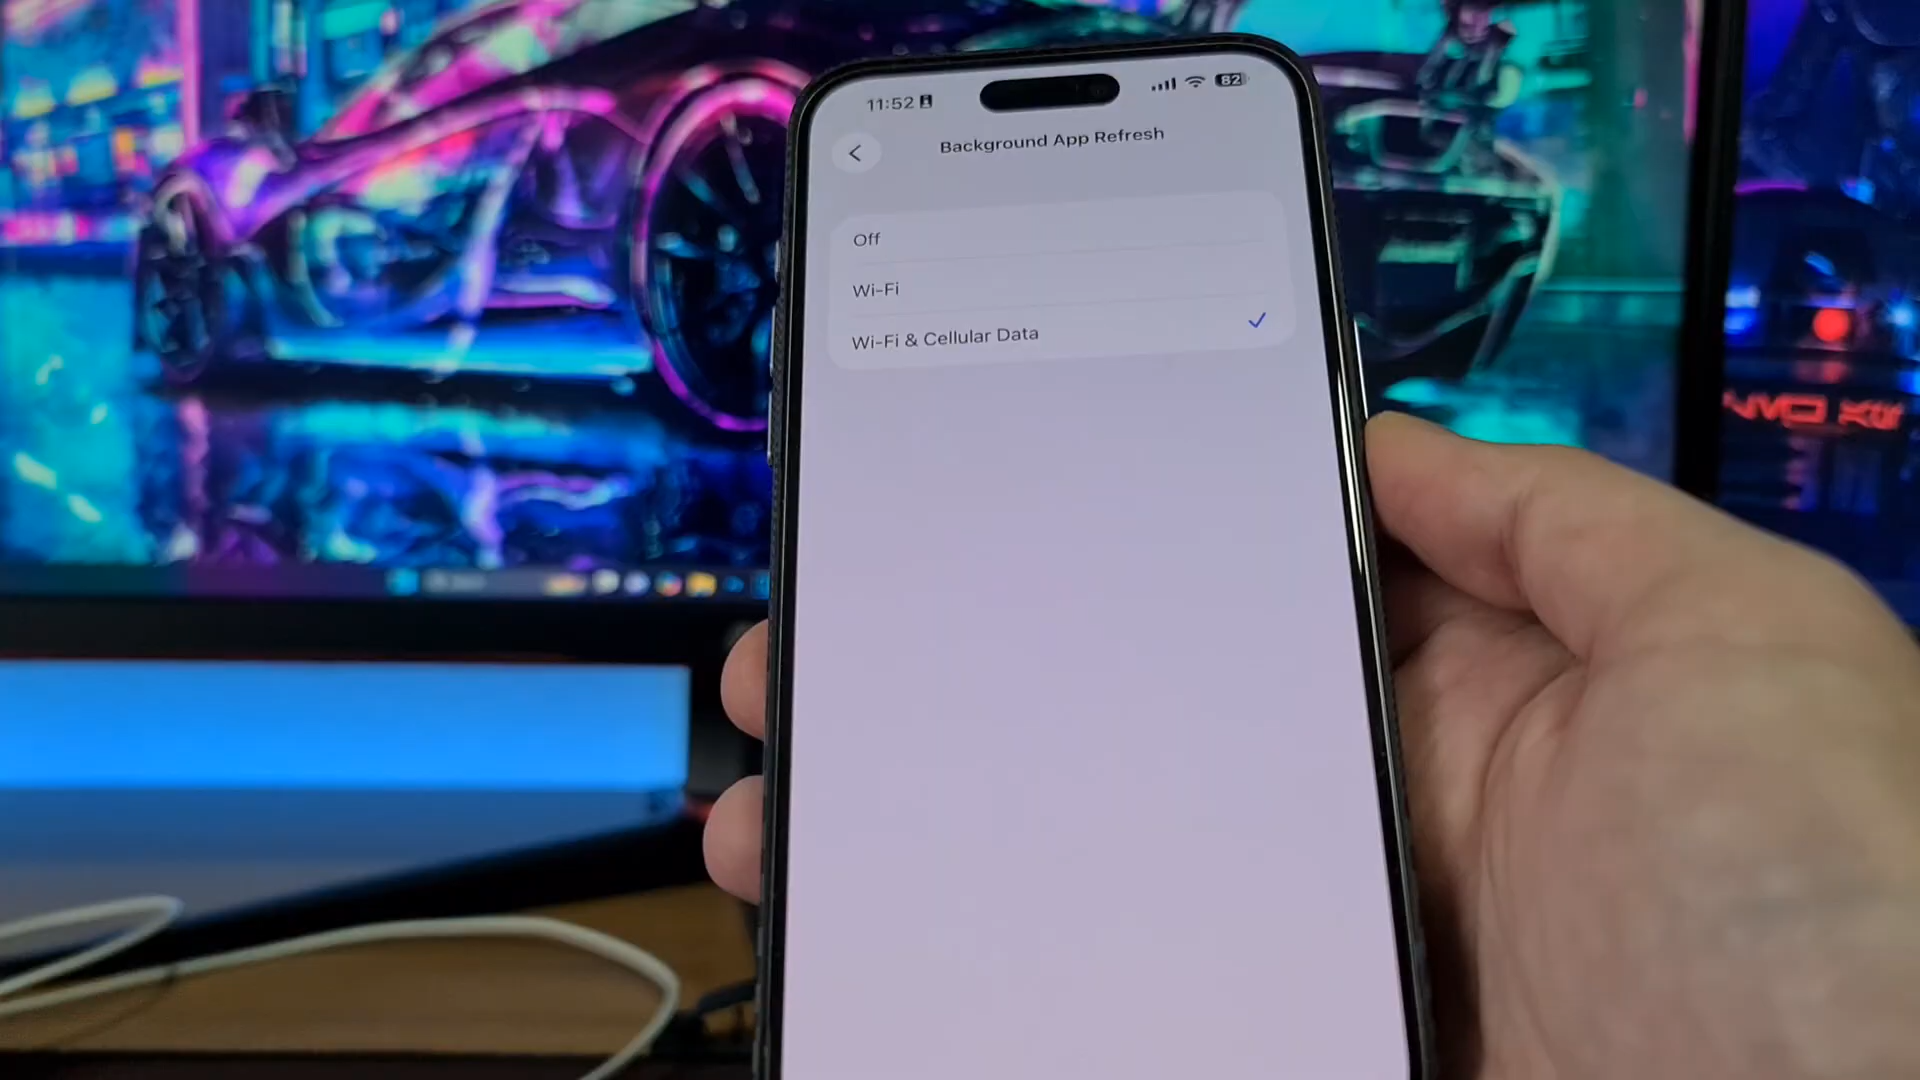 11:52
82
Background App Refresh
Off
Wi-Fi
Wi-Fi & Cellular Data